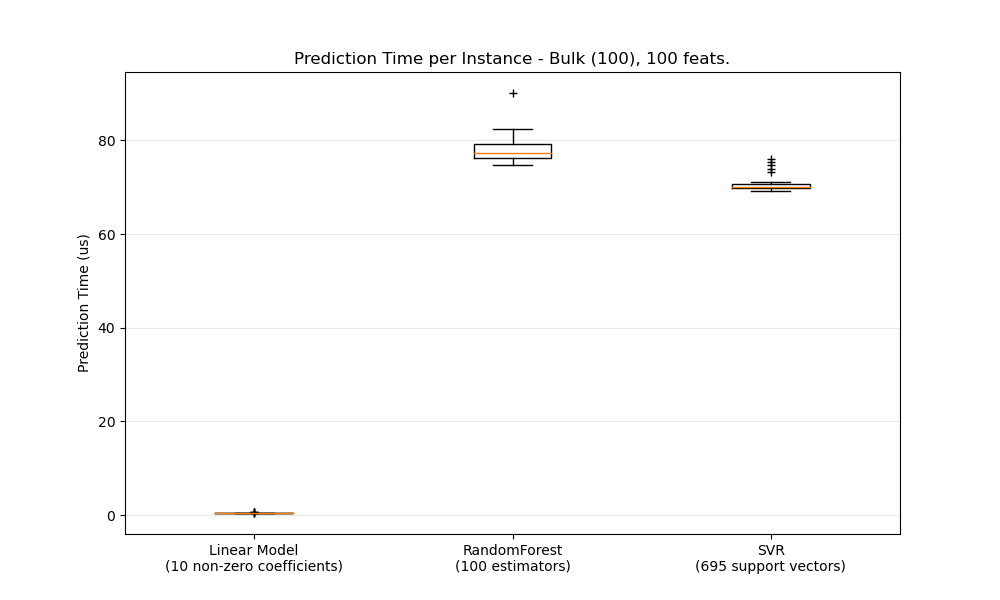 Prediction Time per Instance - Bulk (100), 100 feats.
Prediction Time (us)
80
60
40
20
0
Linear Model
(10 non-zero coefficients)
RandomForest
(100 estimators)
SVR
(695 support vectors)